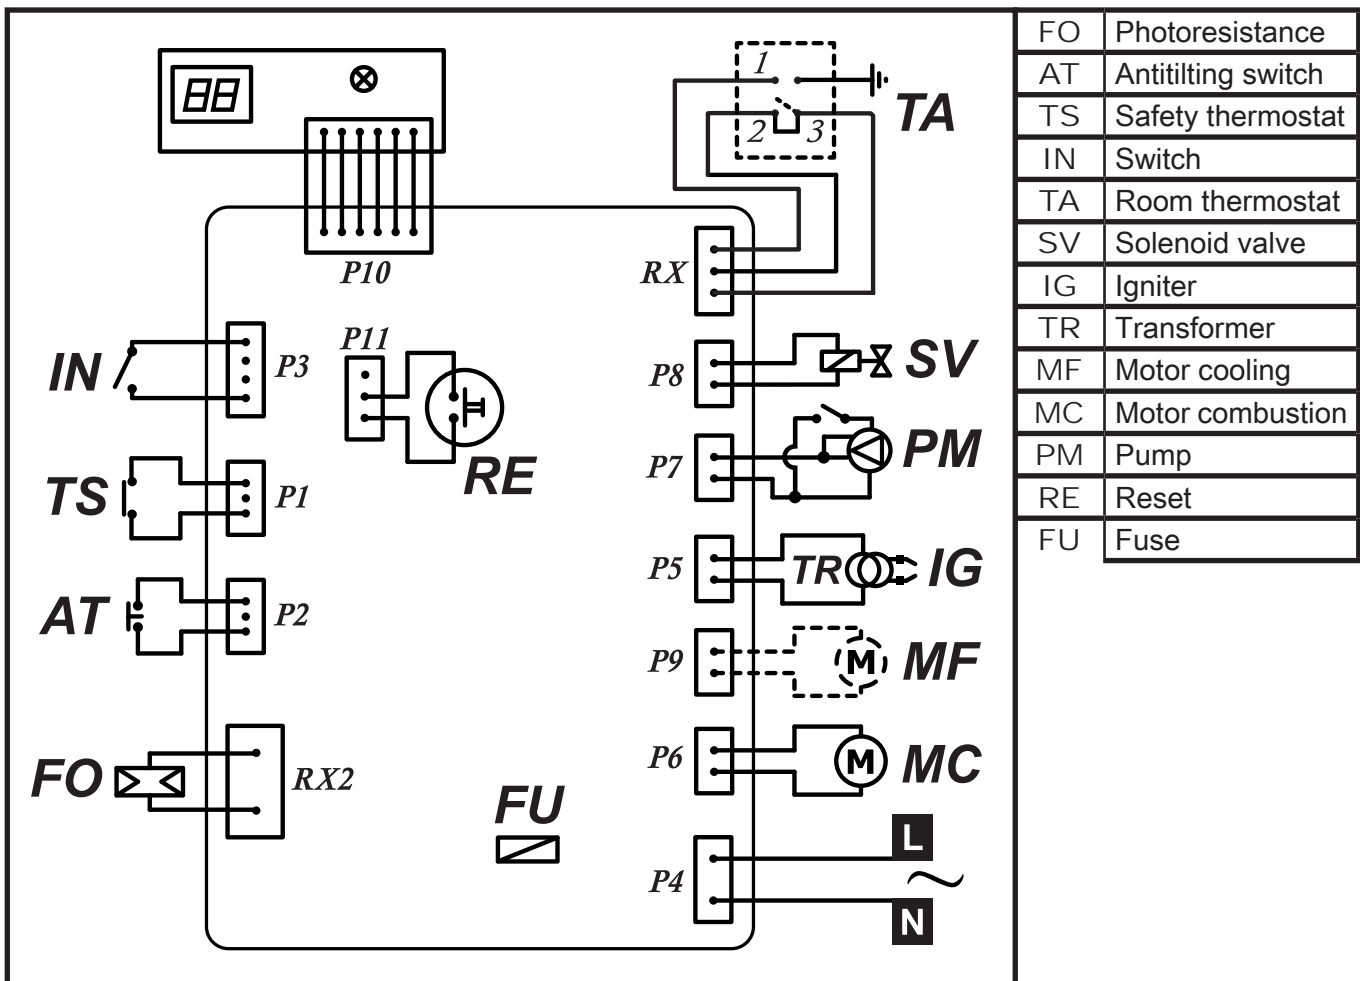 88
P10
1
2 3
TA
RX
IN
P3
P11
RE
P8
SV
TS
P1
P7
PM
AT
P2
P5
TR
IG
P9
M
MF
FO
RX2
P6
M
MC
FU
P4
L
N
FO Photoresistance
AT Antitilting switch
TS Safety thermostat
IN Switch
TA Room thermostat
SV Solenoid valve
IG Igniter
TR Transformer
MF Motor cooling
MC Motor combustion
PM Pump
RE Reset
FU Fuse